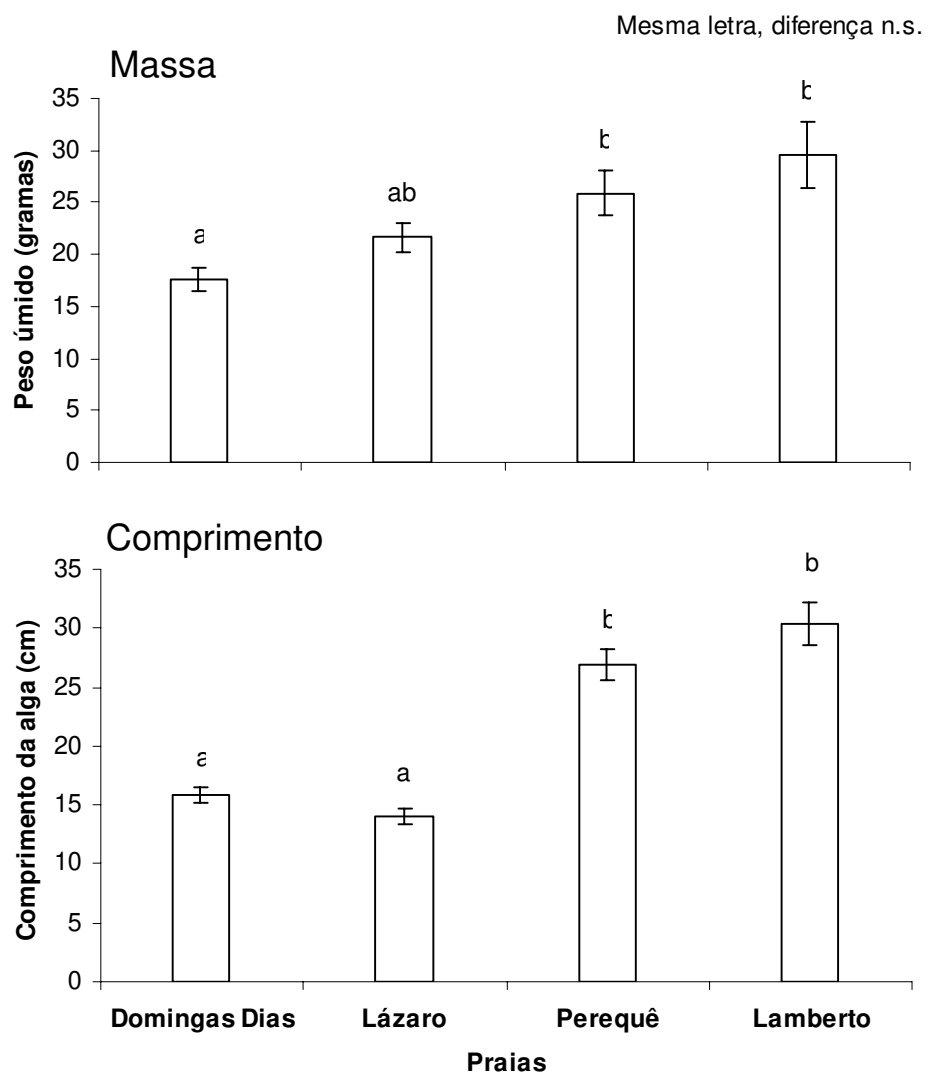 Mesma letra, diferença n.s.
Massa
Peso úmido (gramas)
35
30
25
20
15
10
5
0
a
ab
b
b
Comprimento
Comprimento da alga (cm)
35
30
25
20
15
10
5
0
a
a
b
b
Domingas Dias Lázaro Perequê Lamberto
Praias